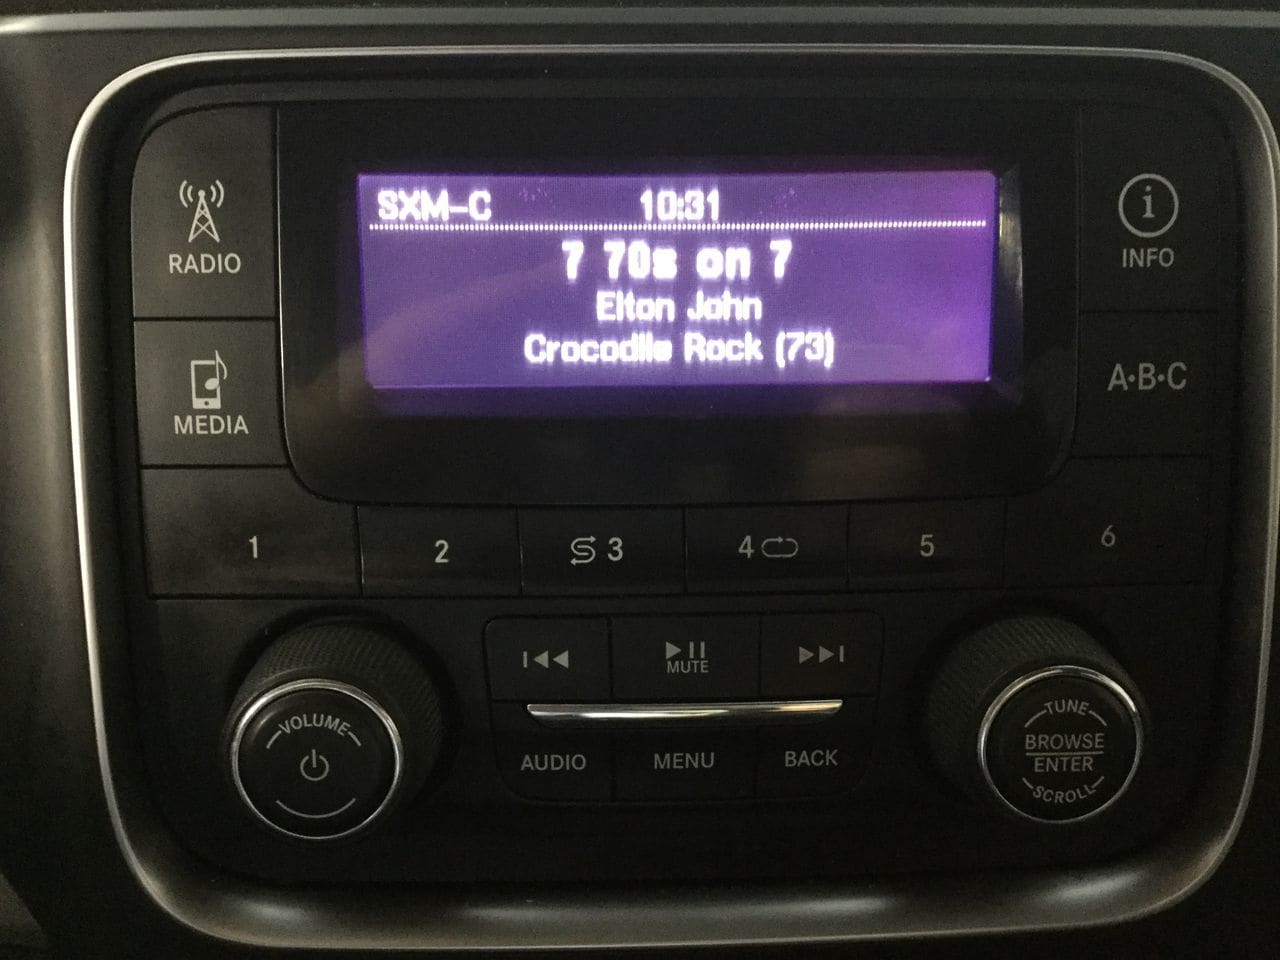 SXM-C 10:31
7 70s on 7
Elton John
Crocodile Rock (73)
RADIO
MEDIA
i
INFO
A·B·C
1 2 3 4 5 6
MUTE
AUDIO MENU BACK
VOLUME
TUNE
BROWSE
ENTER
SCROLL